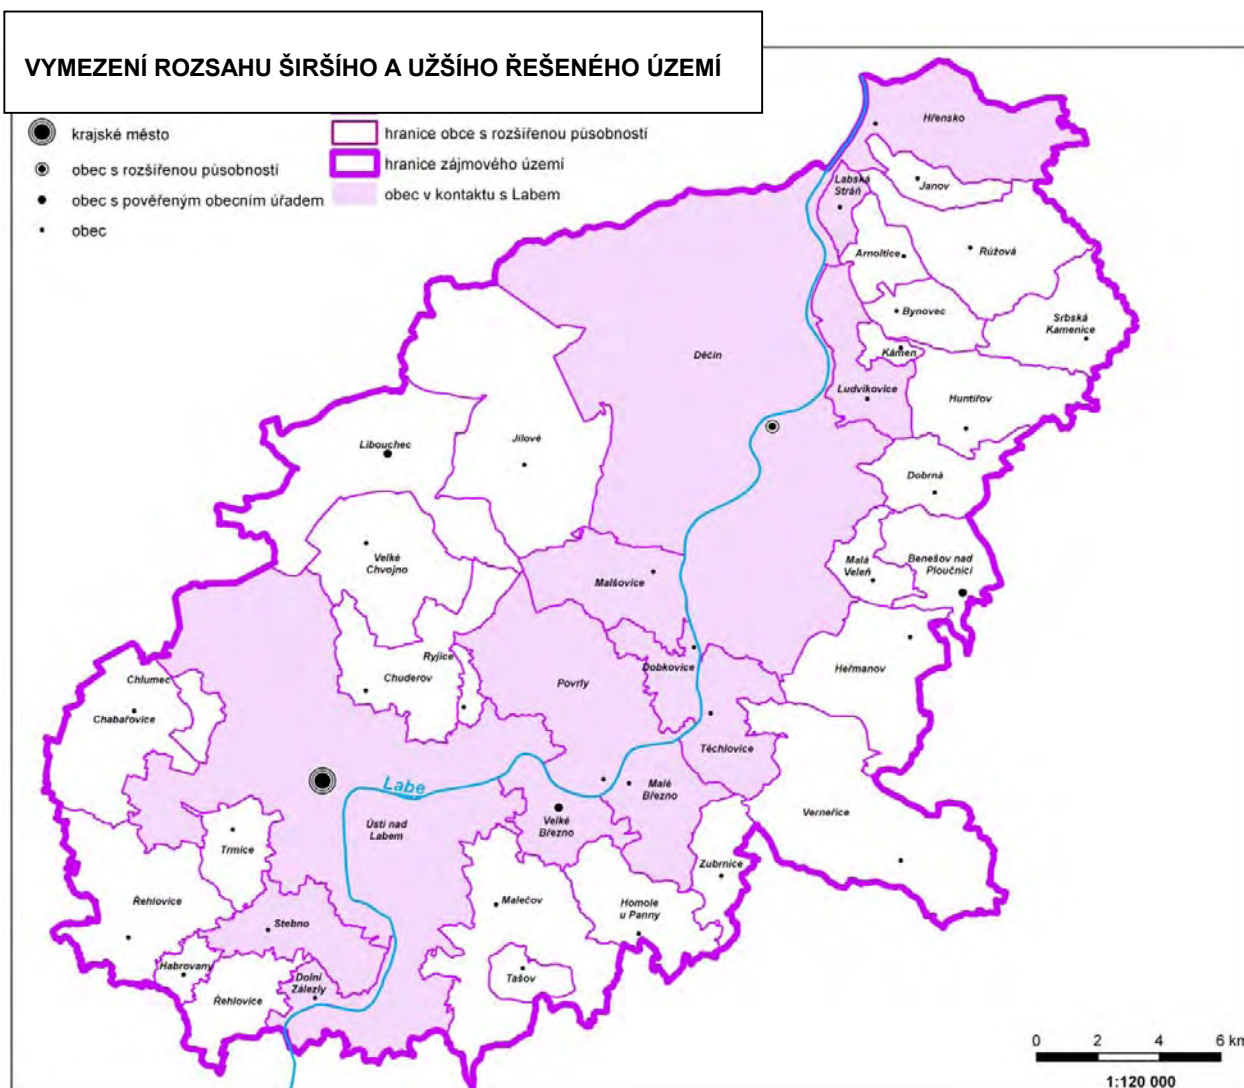 VYMEZENÍ ROZSAHU ŠIRŠÍHO A UŽŠÍHO ŘEŠENÉHO ÚZEMÍ
krajské město
obec s rozšířenou působností
obec s pověřeným obecním úřadem
obec
hranice obce s rozšířenou působností
hranice zájmového území
obec v kontaktu s Labem
Hřensko
Labská
Stráň
Janov
Arnoltice
Růžová
Bynovec
Srbská
Kamenice
Kámen
Děčín
Ludvíkovice
Huntířov
Libouchec
Jílové
Dobrná
Velké
Chvojno
Malšovice
Malá
Veleň
Benešov nad
Ploučnicí
Ryjice
Dobkovice
Heřmanov
Chlumec
Chuderov
Povrly
Chabařovice
Těchlovice
Labe
Malé
Březno
Ústí nad
Labem
Velké
Březno
Verneřice
Trmice
Zubrnice
Řehlovice
Malečov
Homole
u Panny
Stebno
Habrovany
Dolní
Zálezly
Tašov
Řehlovice
0 2 4 6 km
1:120 000